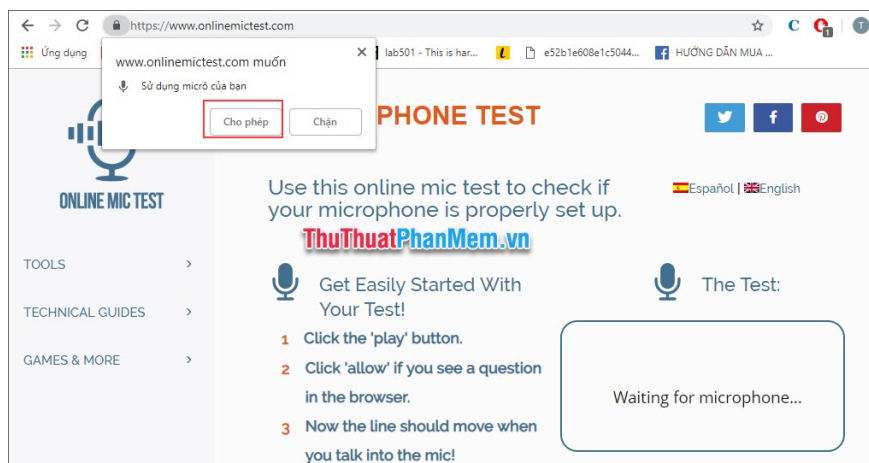 https://www.onlinemictest.com
Ứng dụng
lab501 - This is har...
e52b1e608e1c5044...
HƯỚNG DẪN MUA ...
www.onlinemictest.com muốn
Sử dụng micrô của bạn
Cho phép
Chặn
PHONE TEST
ONLINE MIC TEST
Use this online mic test to check if
your microphone is properly set up.
Español | English
ThuThuatPhanMem.vn
TOOLS
TECHNICAL GUIDES
GAMES & MORE
Get Easily Started With
Your Test!
1 Click the 'play' button.
2 Click 'allow' if you see a question
in the browser.
3 Now the line should move when
you talk into the mic!
The Test:
Waiting for microphone...